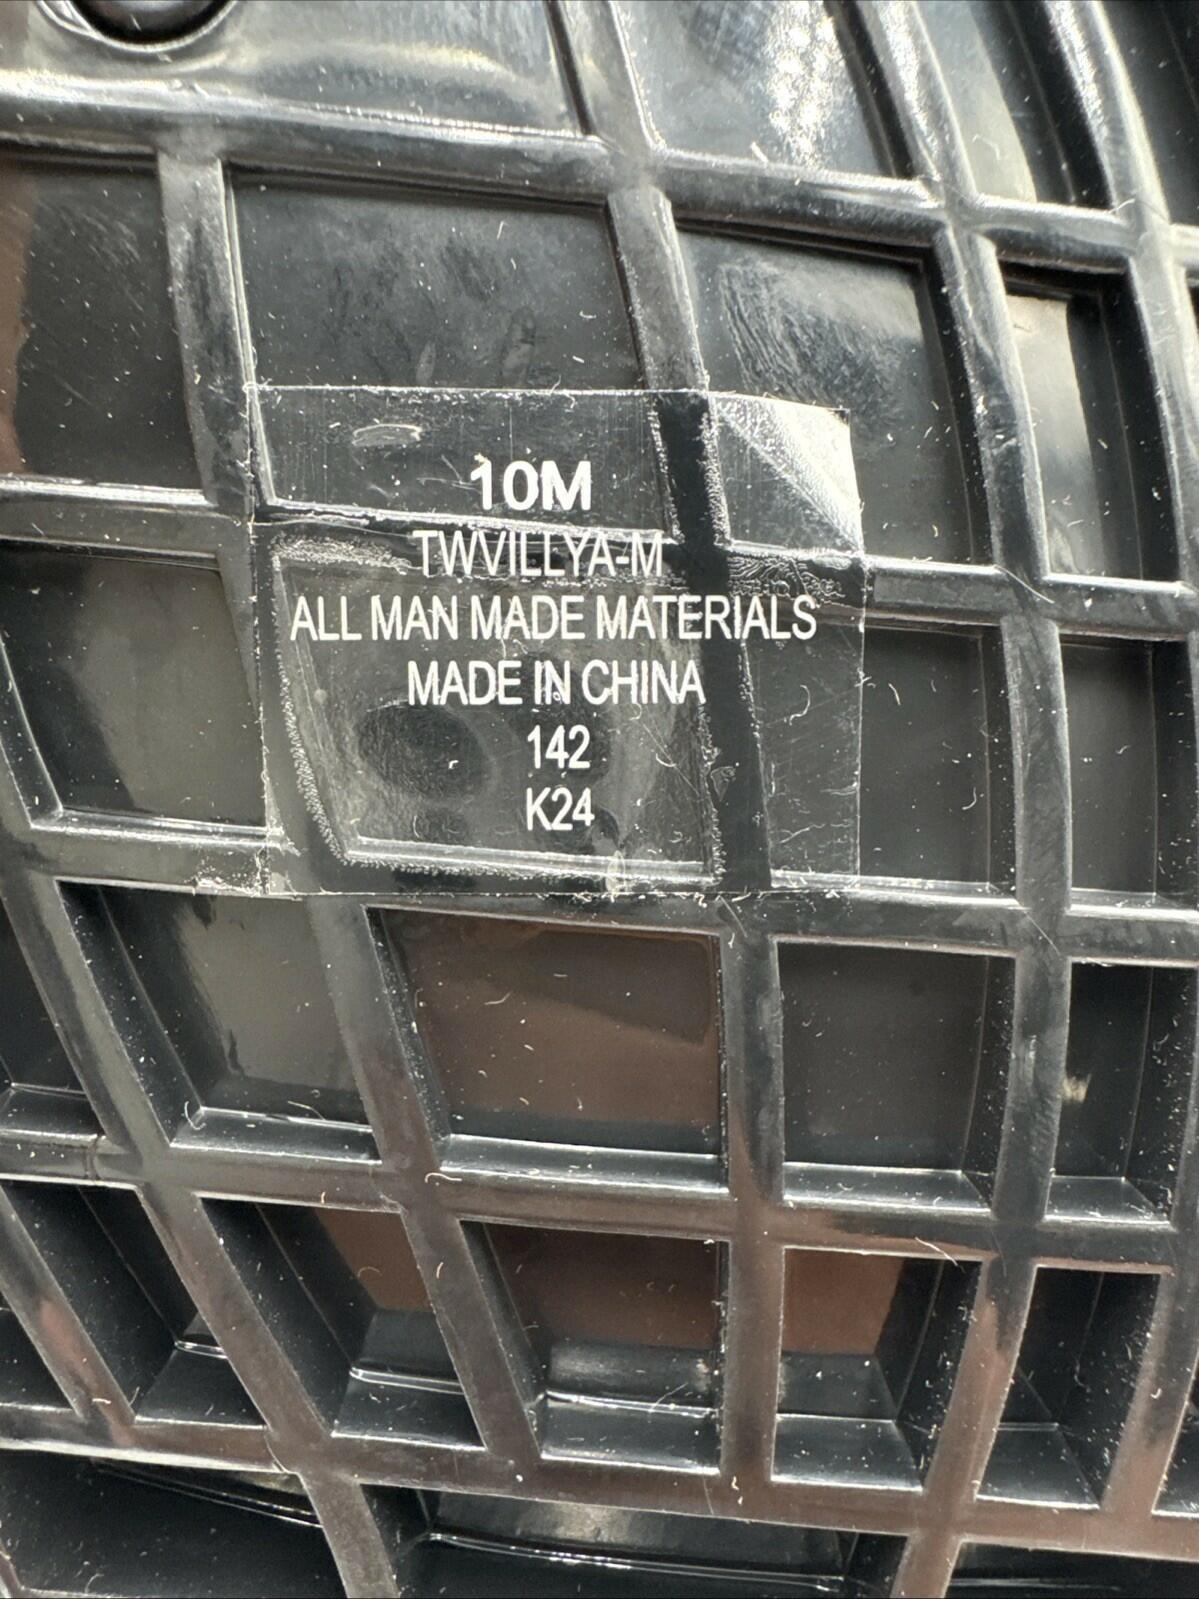 10M
TWVILLYA-M
ALL MAN MADE MATERIALS
MADE IN CHINA
142
K24